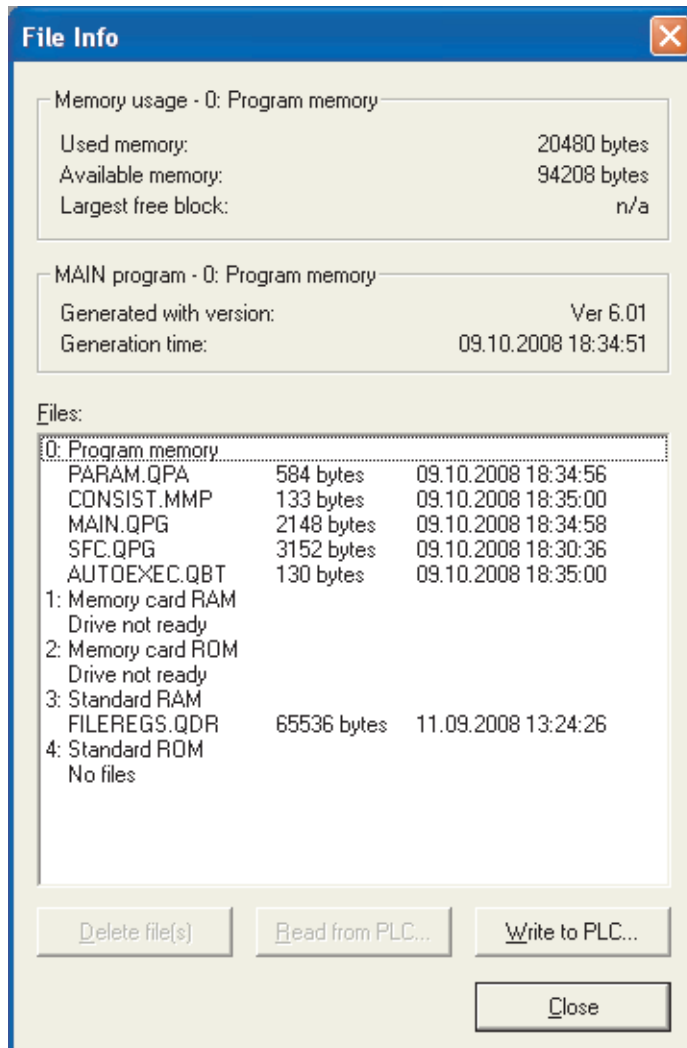 File Info
Memory usage - 0: Program memory
Used memory: 20480 bytes
Available memory: 94208 bytes
Largest free block: n/a
MAIN program - 0: Program memory
Generated with version: Ver 6.01
Generation time: 09.10.2008 18:34:51
Files:
0: Program memory
PARAM.QPA 584 bytes 09.10.2008 18:34:56
CONSIST.MMP 133 bytes 09.10.2008 18:35:00
MAIN.QPG 2148 bytes 09.10.2008 18:34:58
SFC.QPG 3152 bytes 09.10.2008 18:30:36
AUTOEXEC.QBT 130 bytes 09.10.2008 18:35:00
1: Memory card RAM
Drive not ready
2: Memory card ROM
Drive not ready
3: Standard RAM
FILEREGS.QDR 65536 bytes 11.09.2008 13:24:26
4: Standard ROM
No files
Delete file(s) Read from PLC... Write to PLC...
Close